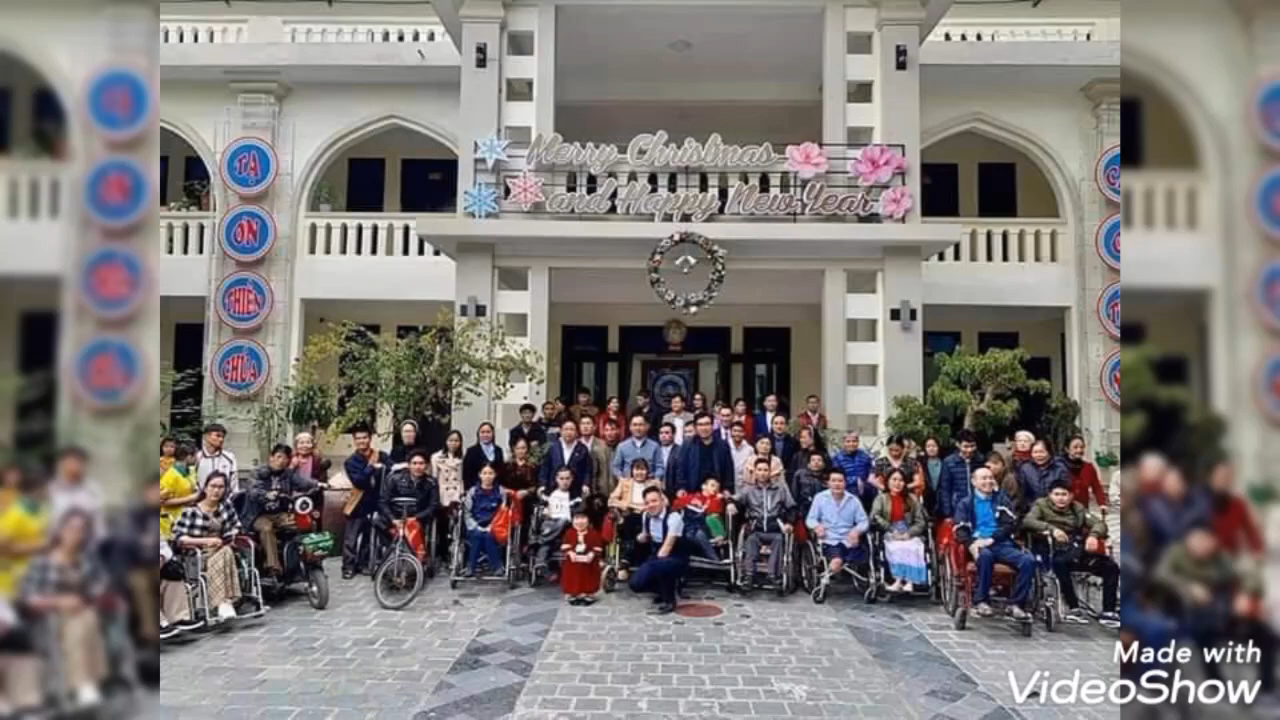 Merry Christmas
and Happy New Year
TẠ
ƠN
THIÊN
CHÚA
Made with
VideoShow